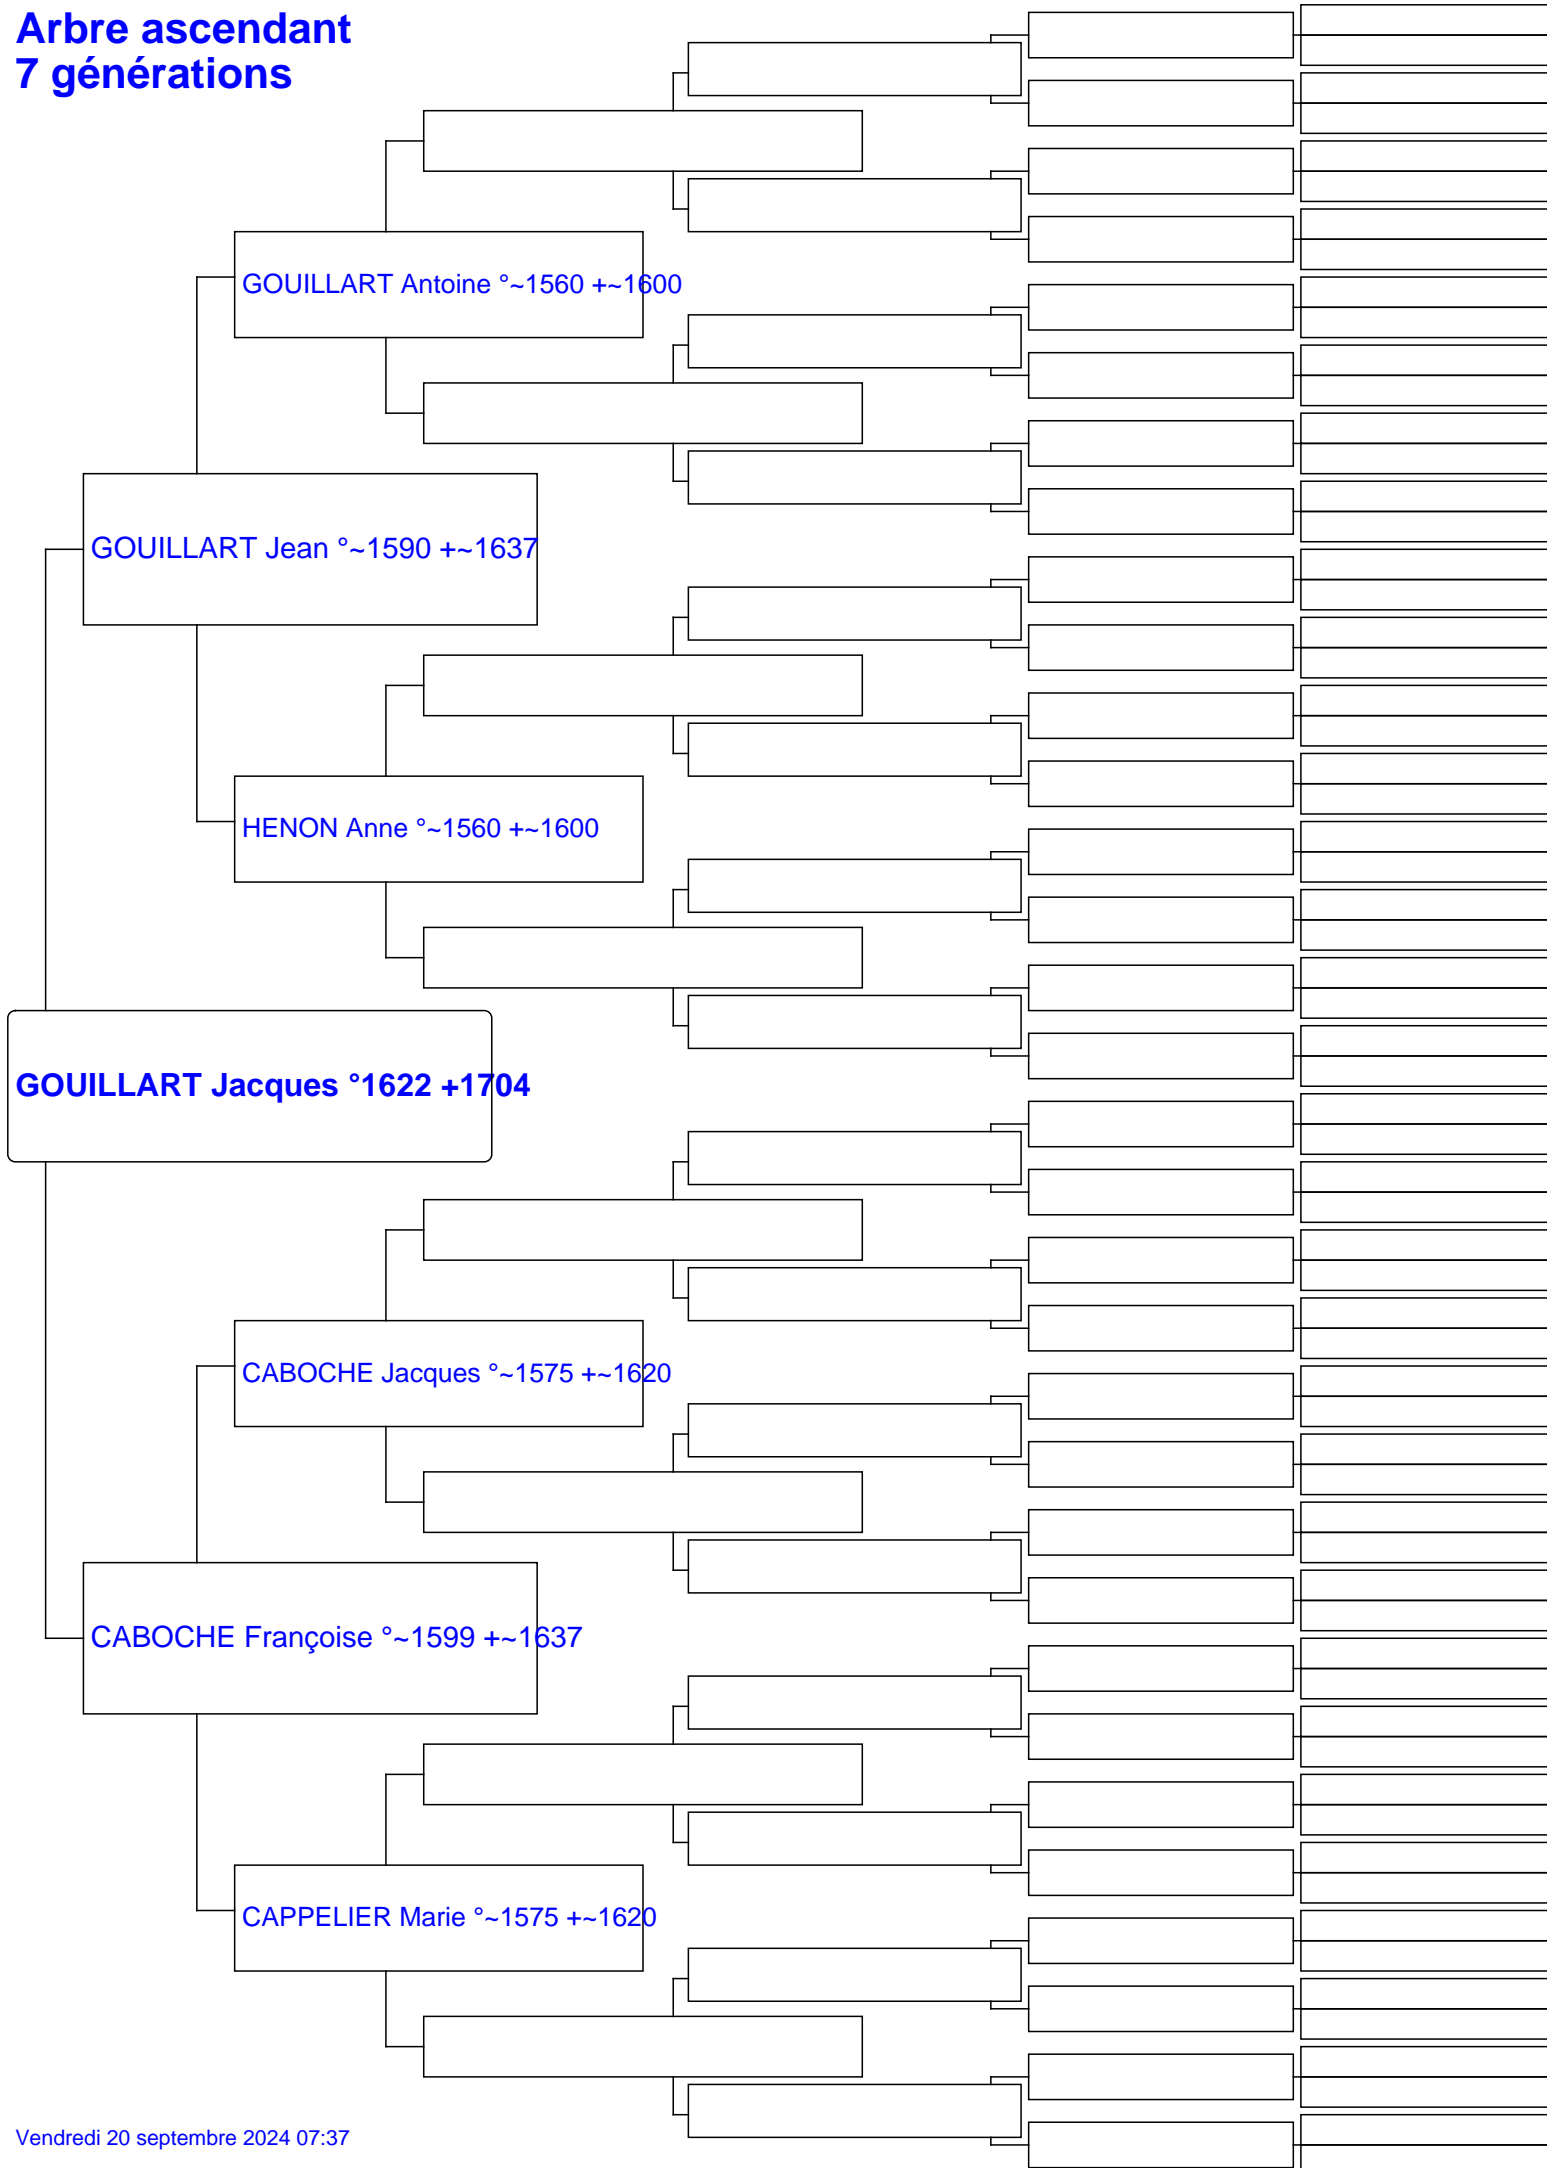 Arbre ascendant
7 générations
GOUILLART Antoine °~1560 +~1600
GOUILLART Jean °~1590 +~1637
HENON Anne °~1560 +~1600
GOUILLART Jacques °1622 +1704
CABOCHE Jacques °~1575 +~1620
CABOCHE Françoise °~1599 +~1637
CAPPELIER Marie °~1575 +~1620
Vendredi 20 septembre 2024 07:37